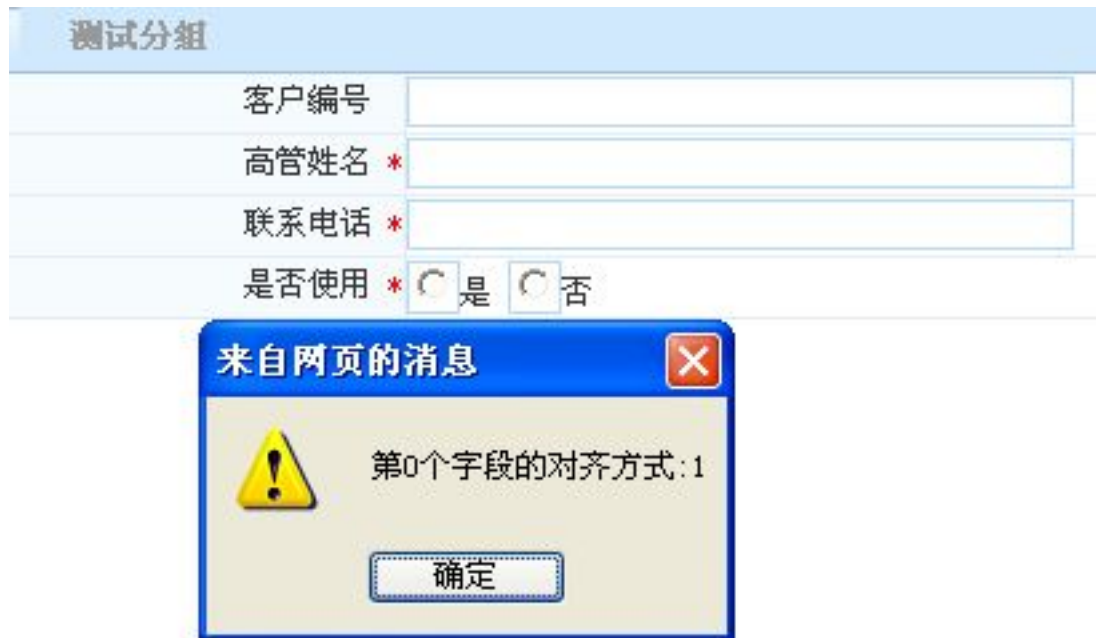 测试分组
客户编号
高管姓名 *
联系电话 *
是否使用 * 是 否
来自网页的消息
第0个字段的对齐方式:1
确定